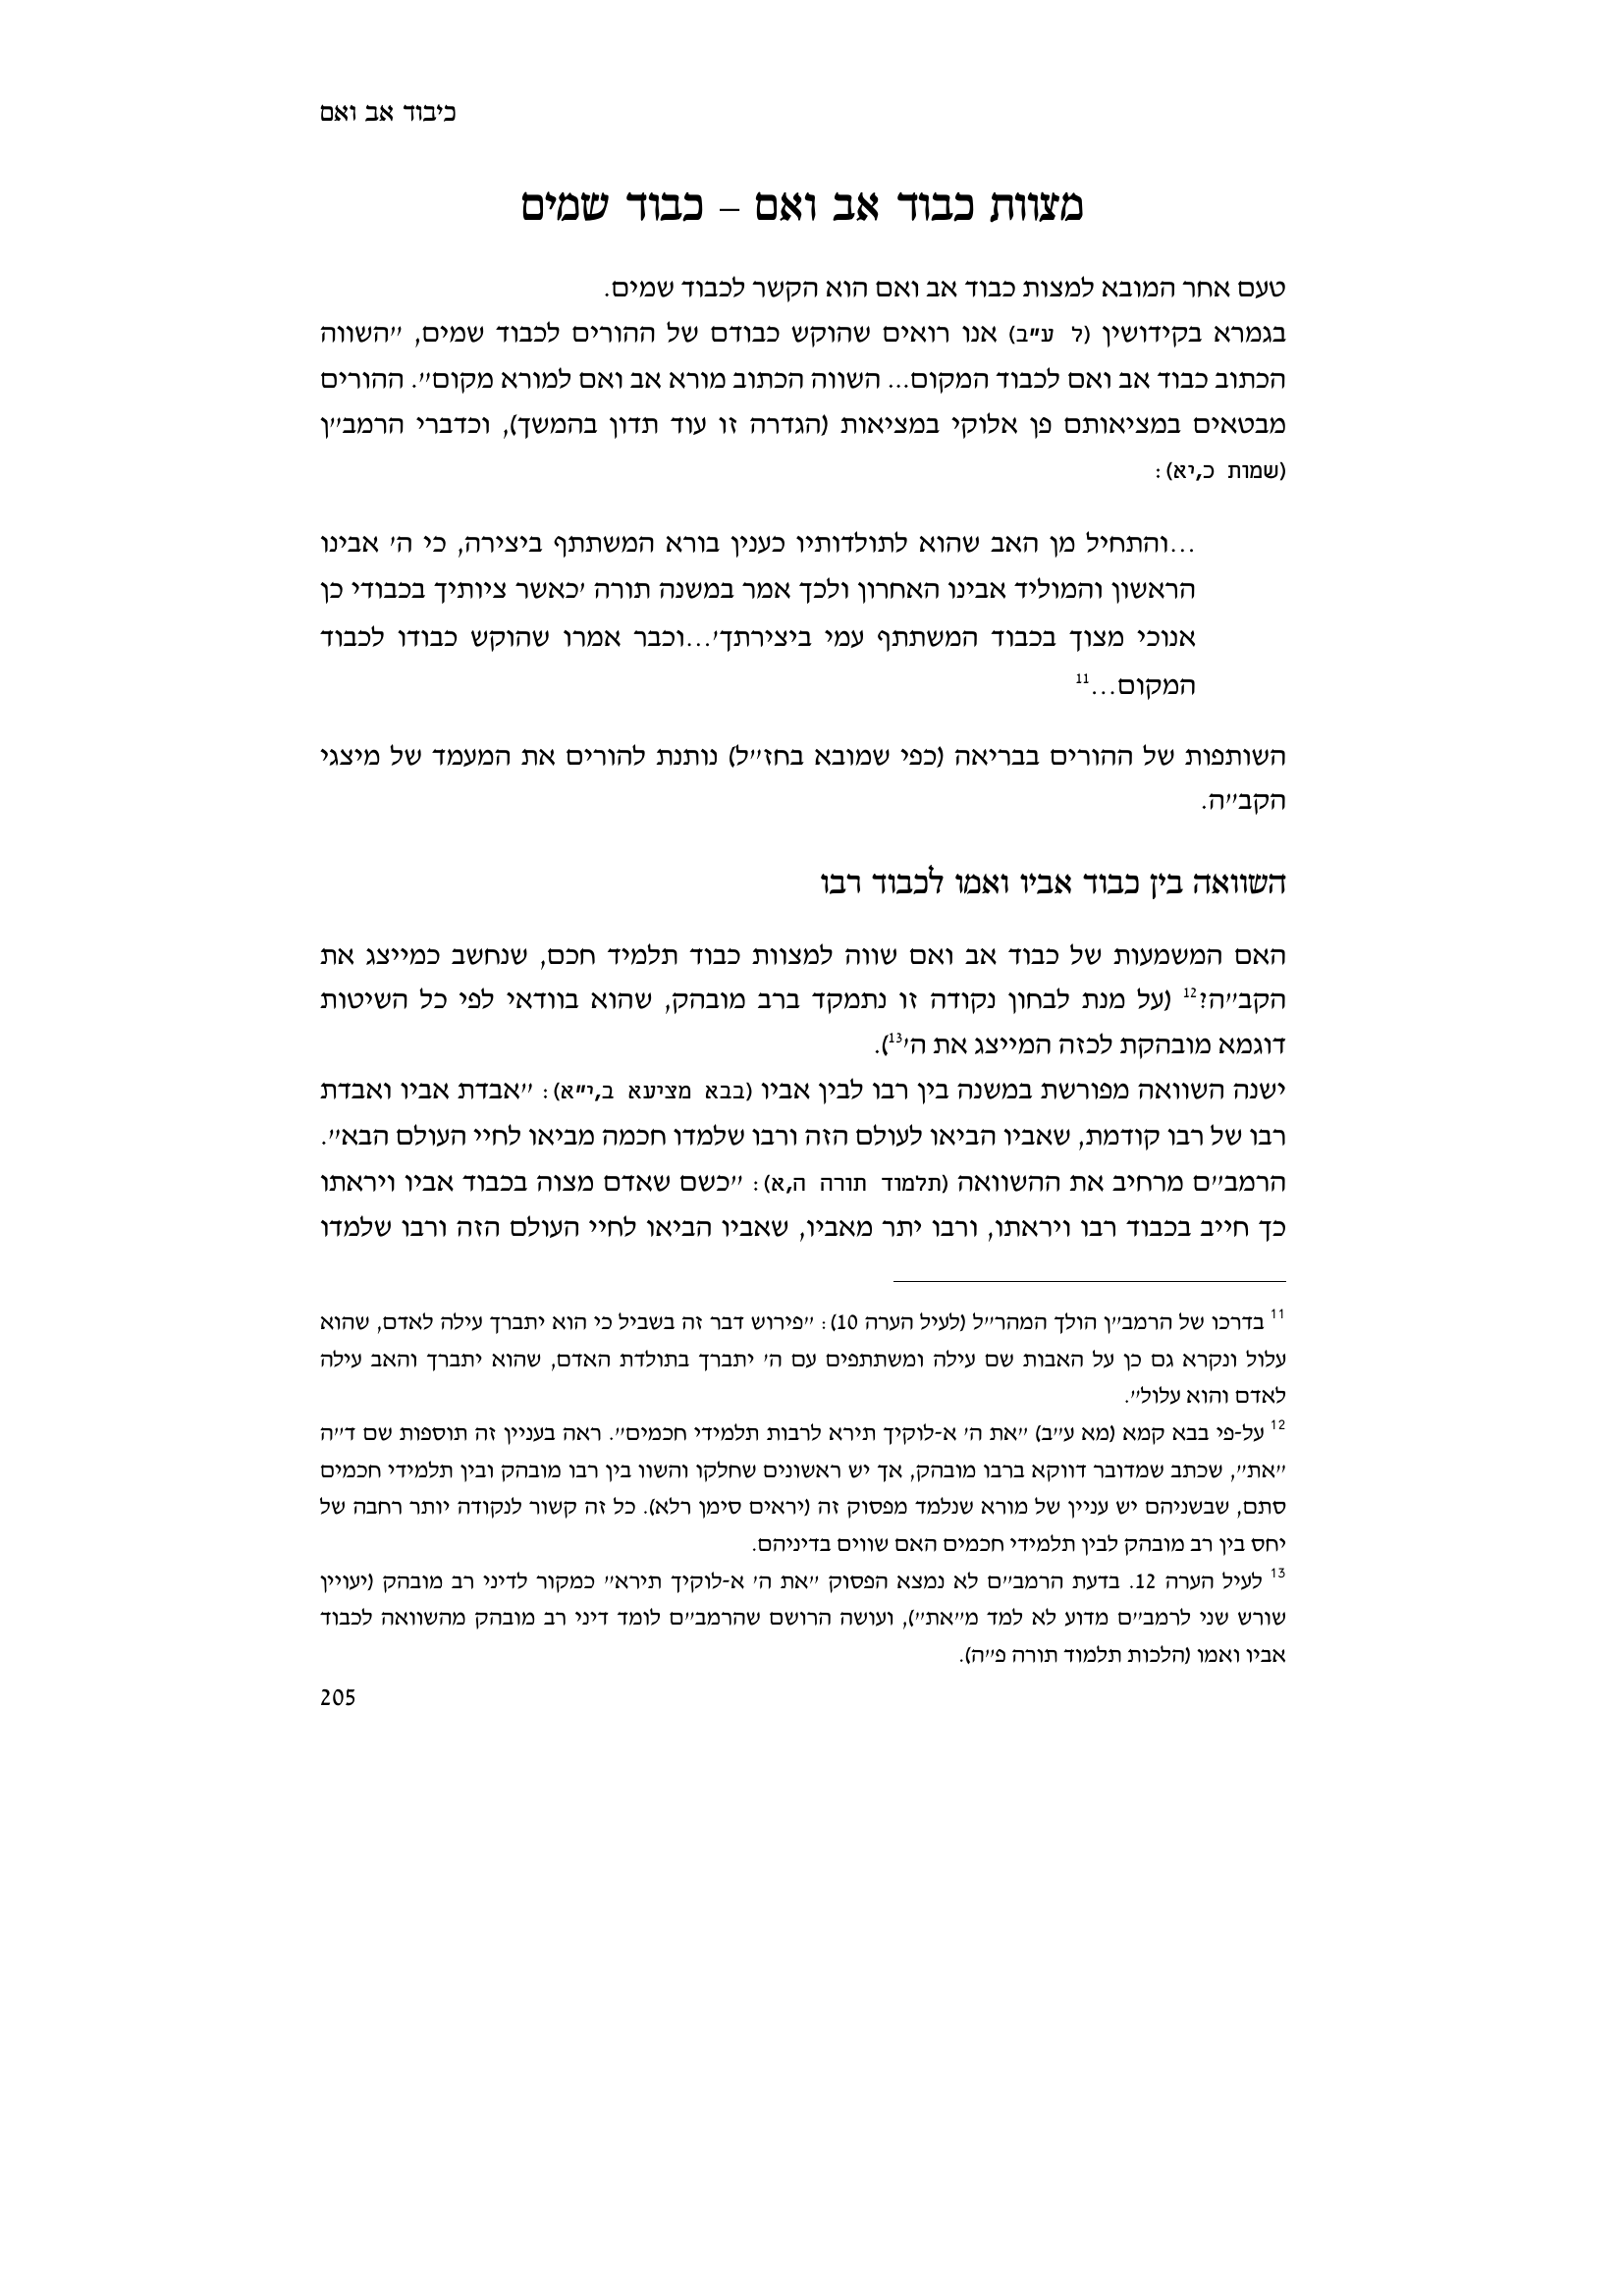 כיבוד אב ואם
מצוות כבוד אב ואם – כבוד שמים
טעם אחר המובא למצות כבוד אב ואם הוא הקשר לכבוד שמים.
בגמרא בקידושין (ל ע"ב) אנו רואים שהוקש כבודם של ההורים לכבוד שמים, "השווה
הכתוב כבוד אב ואם לכבוד המקום... השווה הכתוב מורא אב ואם למורא מקום". ההורים
מבטאים במציאותם פן אלוקי במציאות (הגדרה זו עוד תדון בהמשך), וכדברי הרמב"ן
(שמות כ,יא):
...והתחיל מן האב שהוא לתולדותיו כענין בורא המשתתף ביצירה, כי ה' אבינו
הראשון והמוליד אבינו האחרון ולכך אמר במשנה תורה 'כאשר ציותיך בכבודי כן
אנוכי מצוך בכבוד המשתתף עמי ביצירתך'...וכבר אמרו שהוקש כבודו לכבוד
המקום...11
השותפות של ההורים בבריאה (כפי שמובא בחז"ל) נותנת להורים את המעמד של מיצגי
הקב"ה.
השוואה בין כבוד אביו ואמו לכבוד רבו
האם המשמעות של כבוד אב ואם שווה למצוות כבוד תלמיד חכם, שנחשב כמייצג את
הקב"ה?12 (על מנת לבחון נקודה זו נתמקד ברב מובהק, שהוא בוודאי לפי כל השיטות
דוגמא מובהקת לכזה המייצג את ה'13).
ישנה השוואה מפורשת במשנה בין רבו לבין אביו (בבא מציעא ב,י"א): "אבדת אביו ואבדת
רבו של רבו קודמת, שאביו הביאו לעולם הזה ורבו שלמדו חכמה מביאו לחיי העולם הבא".
הרמב"ם מרחיב את ההשוואה (תלמוד תורה ה,א): "כשם שאדם מצוה בכבוד אביו ויראתו
כך חייב בכבוד רבו ויראתו, ורבו יתר מאביו, שאביו הביאו לחיי העולם הזה ורבו שלמדו
11 בדרכו של הרמב"ן הולך המהר"ל (לעיל הערה 10): "פירוש דבר זה בשביל כי הוא יתברך עילה לאדם, שהוא
עלול ונקרא גם כן על האבות שם עילה ומשתתפים עם ה' יתברך בתולדת האדם, שהוא יתברך והאב עילה
לאדם והוא עלול".
12 על-פי בבא קמא (מא ע"ב) "את ה' א-לוקיך תירא לרבות תלמידי חכמים". ראה בעניין זה תוספות שם ד"ה
"את", שכתב שמדובר דווקא ברבו מובהק, אך יש ראשונים שחלקו והשוו בין רבו מובהק ובין תלמידי חכמים
סתם, שבשניהם יש עניין של מורא שנלמד מפסוק זה (יראים סימן רלא). כל זה קשור לנקודה יותר רחבה של
יחס בין רב מובהק לבין תלמידי חכמים האם שווים בדיניהם.
13 לעיל הערה 12. בדעת הרמב"ם לא נמצא הפסוק "את ה' א-לוקיך תירא" כמקור לדיני רב מובהק (יעויין
שורש שני לרמב"ם מדוע לא למד מ"את"), ועושה הרושם שהרמב"ם לומד דיני רב מובהק מהשוואה לכבוד
אביו ואמו (הלכות תלמוד תורה פ"ה).
205